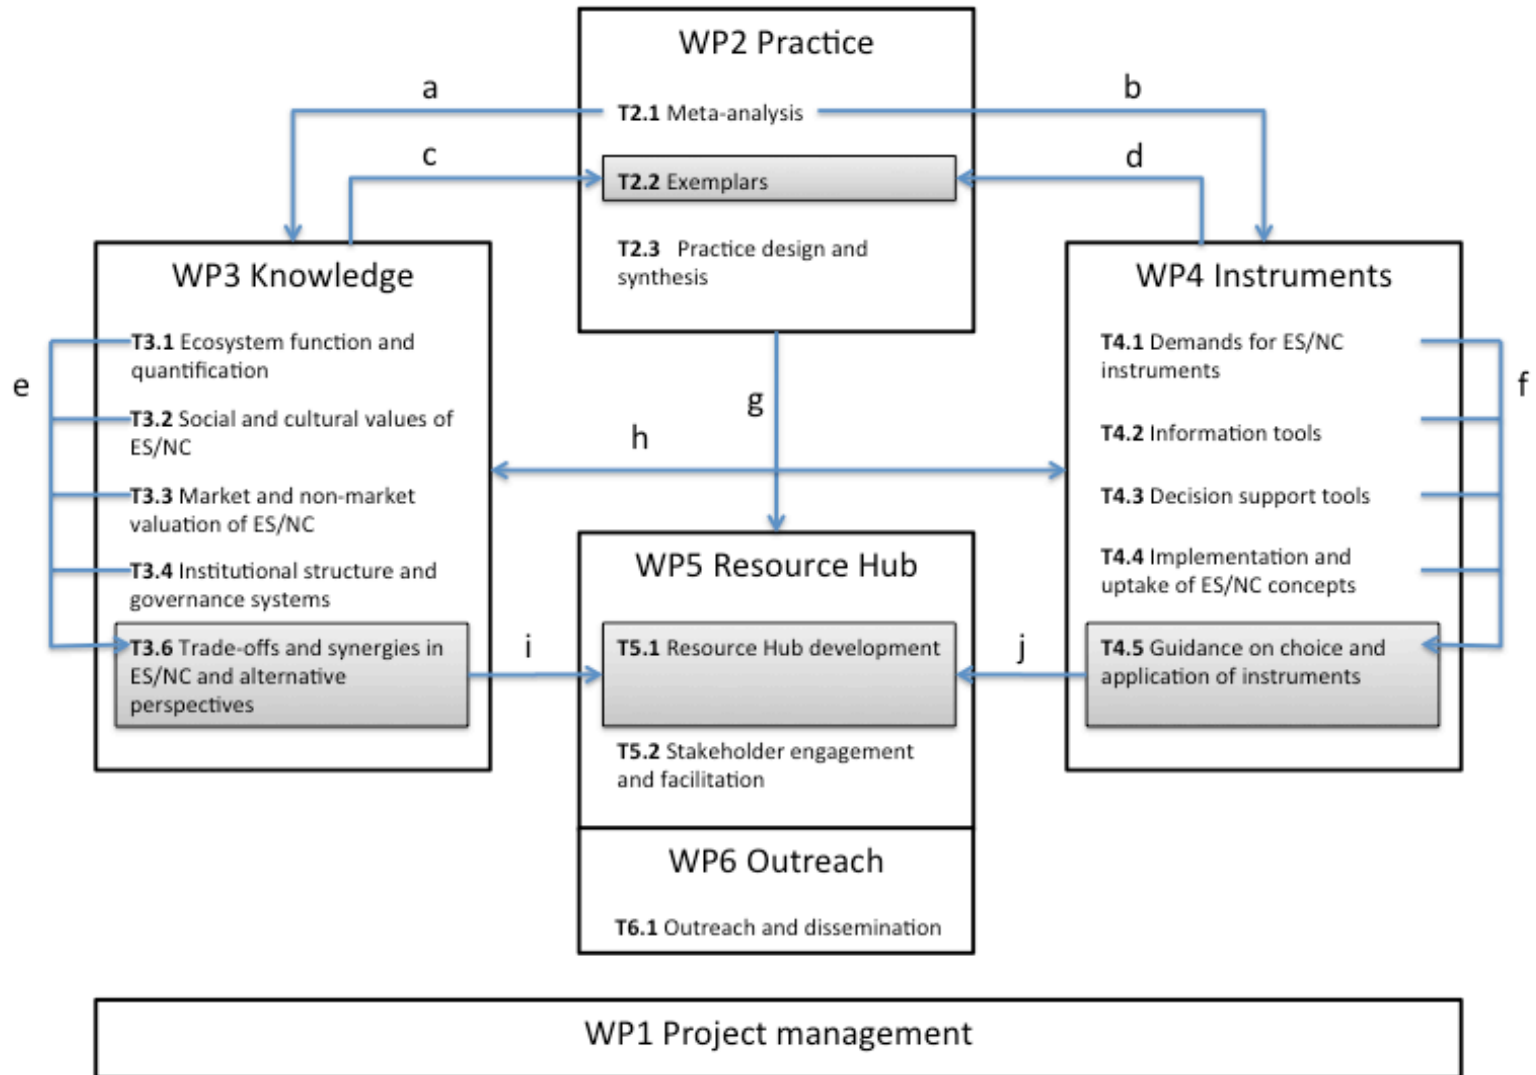 WP2 Practice
a
b
T2.1 Meta-analysis
c
d
T2.2 Exemplars
T2.3 Practice design and
synthesis
WP3 Knowledge
T3.1 Ecosystem function and
quantification
e
T3.2 Social and cultural values of
ES/NC
T3.3 Market and non-market
valuation of ES/NC
T3.4 Institutional structure and
governance systems
T3.6 Trade-offs and synergies in
ES/NC and alternative
perspectives
WP4 Instruments
T4.1 Demands for ES/NC
instruments
f
T4.2 Information tools
T4.3 Decision support tools
T4.4 Implementation and
uptake of ES/NC concepts
T4.5 Guidance on choice and
application of instruments
g
h
i
j
WP5 Resource Hub
T5.1 Resource Hub development
T5.2 Stakeholder engagement
and facilitation
WP6 Outreach
T6.1 Outreach and dissemination
WP1 Project management